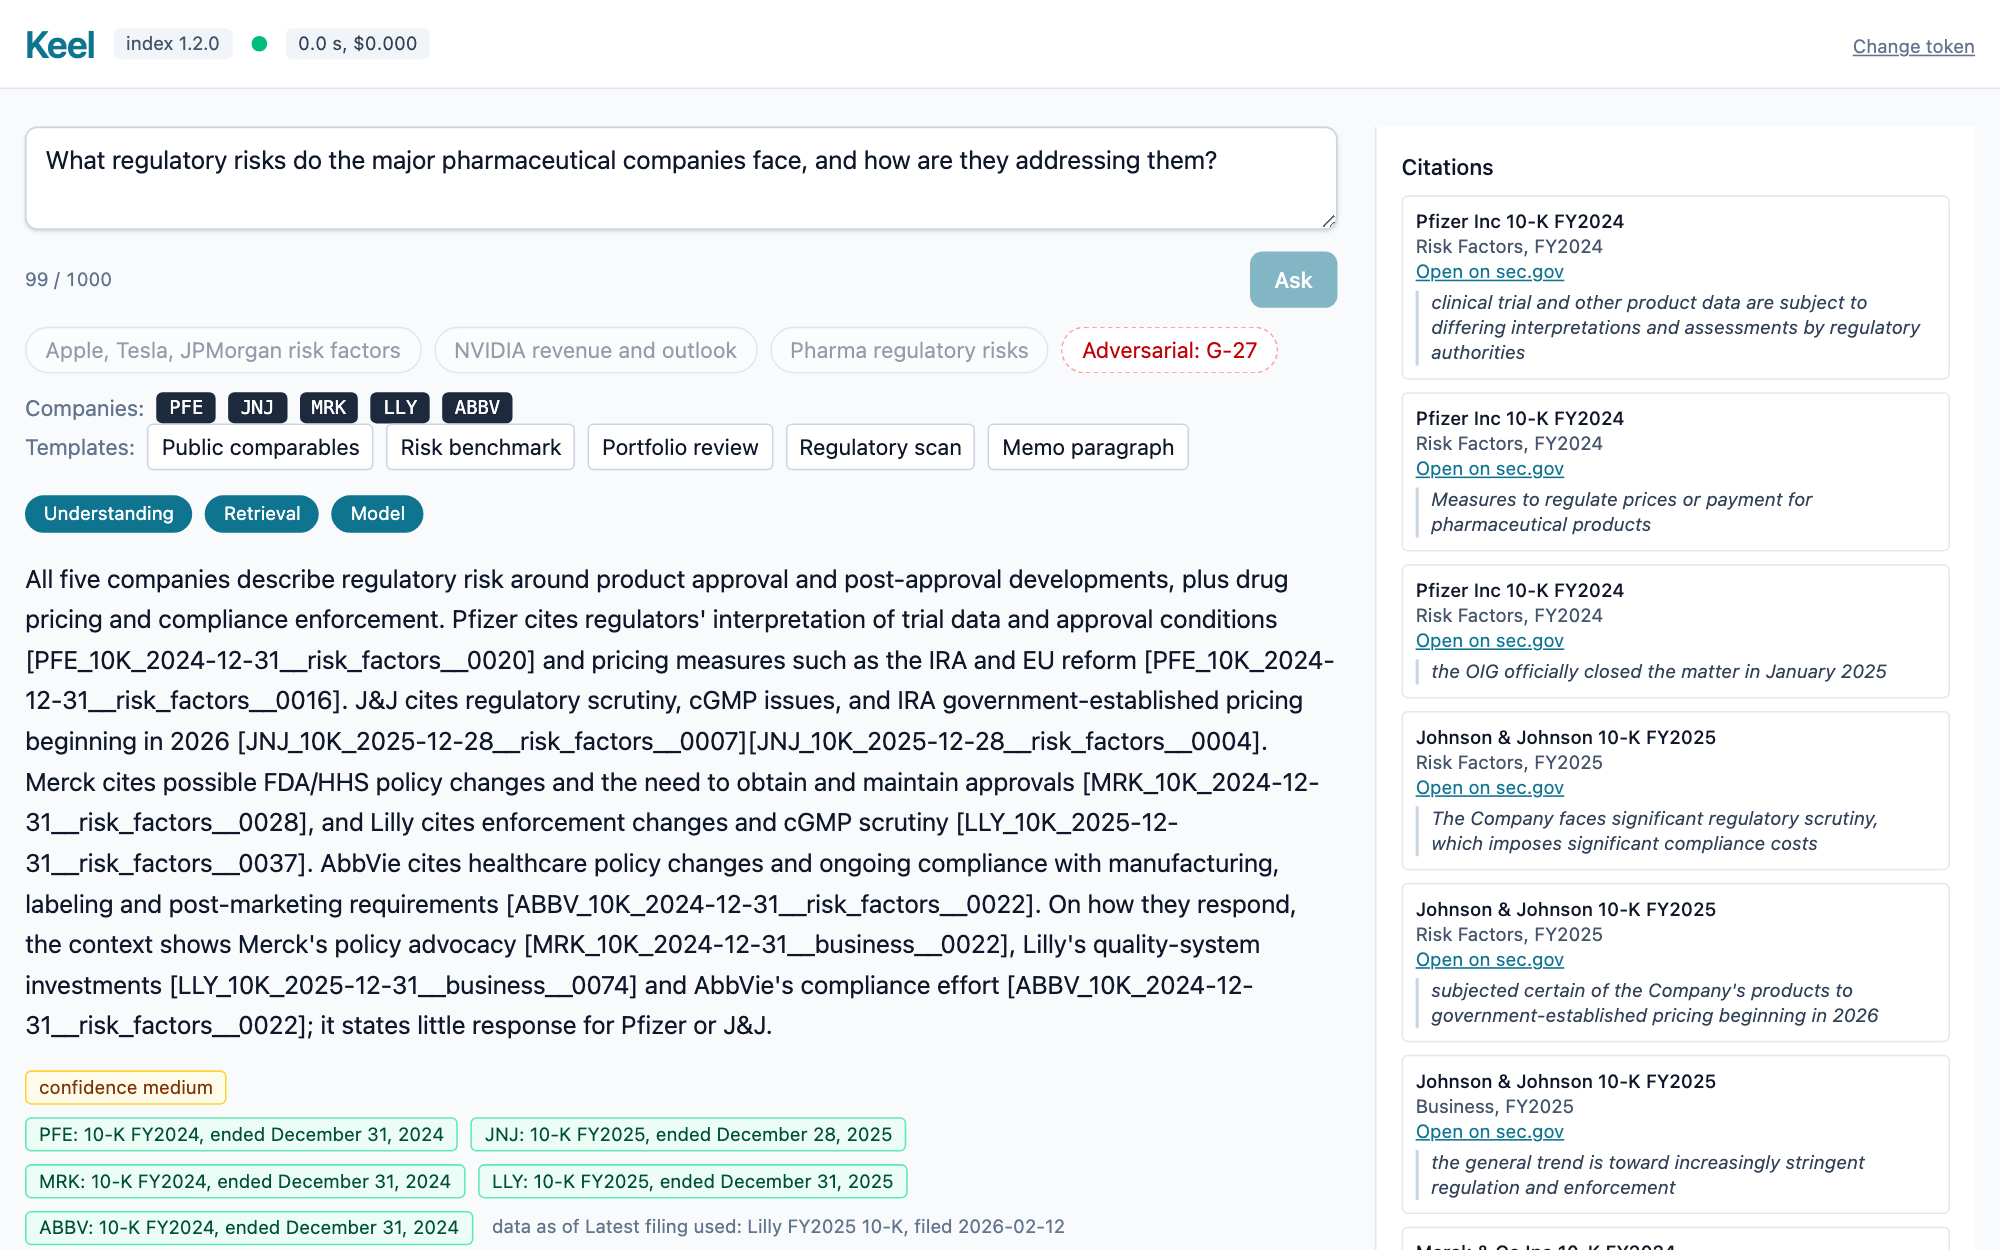 Keel
index 1.2.0
0.0 s, $0.000
Change token
What regulatory risks do the major pharmaceutical companies face, and how are they addressing them?
99 / 1000
Ask
Apple, Tesla, JPMorgan risk factors
NVIDIA revenue and outlook
Pharma regulatory risks
Adversarial: G-27
Companies: PFE JNJ MRK LLY ABBV
Templates: Public comparables Risk benchmark Portfolio review Regulatory scan Memo paragraph
Understanding Retrieval Model
All five companies describe regulatory risk around product approval and post-approval developments, plus drug
pricing and compliance enforcement. Pfizer cites regulators' interpretation of trial data and approval conditions
[PFE_10K_2024-12-31__risk_factors__0020] and pricing measures such as the IRA and EU reform [PFE_10K_2024-
12-31__risk_factors__0016]. J&J cites regulatory scrutiny, cGMP issues, and IRA government-established pricing
beginning in 2026 [JNJ_10K_2025-12-28__risk_factors__0007][JNJ_10K_2025-12-28__risk_factors__0004].
Merck cites possible FDA/HHS policy changes and the need to obtain and maintain approvals [MRK_10K_2024-12-
31__risk_factors__0028], and Lilly cites enforcement changes and cGMP scrutiny [LLY_10K_2025-12-
31__risk_factors__0037]. AbbVie cites healthcare policy changes and ongoing compliance with manufacturing,
labeling and post-marketing requirements [ABBV_10K_2024-12-31__risk_factors__0022]. On how they respond,
the context shows Merck's policy advocacy [MRK_10K_2024-12-31__business__0022], Lilly's quality-system
investments [LLY_10K_2025-12-31__business__0074] and AbbVie's compliance effort [ABBV_10K_2024-12-
31__risk_factors__0022]; it states little response for Pfizer or J&J.
confidence medium
PFE: 10-K FY2024, ended December 31, 2024
JNJ: 10-K FY2025, ended December 28, 2025
MRK: 10-K FY2024, ended December 31, 2024
LLY: 10-K FY2025, ended December 31, 2025
ABBV: 10-K FY2024, ended December 31, 2024
data as of Latest filing used: Lilly FY2025 10-K, filed 2026-02-12
Citations
Pfizer Inc 10-K FY2024
Risk Factors, FY2024
Open on sec.gov
clinical trial and other product data are subject to
differing interpretations and assessments by regulatory
authorities
Pfizer Inc 10-K FY2024
Risk Factors, FY2024
Open on sec.gov
Measures to regulate prices or payment for
pharmaceutical products
Pfizer Inc 10-K FY2024
Risk Factors, FY2024
Open on sec.gov
the OIG officially closed the matter in January 2025
Johnson & Johnson 10-K FY2025
Risk Factors, FY2025
Open on sec.gov
The Company faces significant regulatory scrutiny,
which imposes significant compliance costs
Johnson & Johnson 10-K FY2025
Risk Factors, FY2025
Open on sec.gov
subjected certain of the Company's products to
government-established pricing beginning in 2026
Johnson & Johnson 10-K FY2025
Business, FY2025
Open on sec.gov
the general trend is toward increasingly stringent
regulation and enforcement
Merck & Co Inc 10-K FY2024